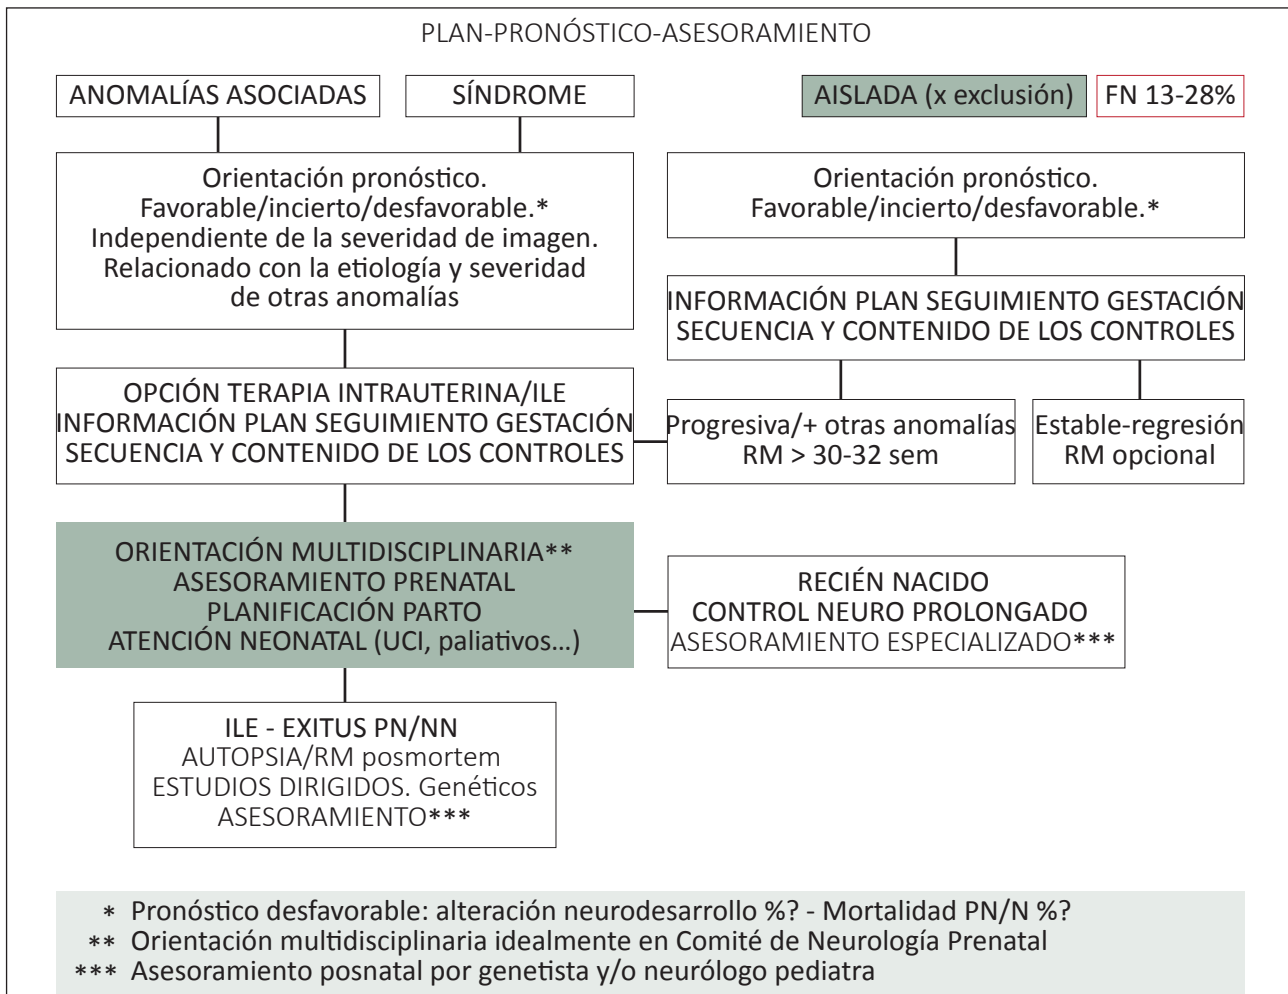 PLAN-PRONÓSTICO-ASESORAMIENTO
ANOMALÍAS ASOCIADAS
SÍNDROME
AISLADA (x exclusión)
FN 13-28%
Orientación pronóstico.
Favorable/incierto/desfavorable.*
Independiente de la severidad de imagen.
Relacionado con la etiología y severidad
de otras anomalías
Orientación pronóstico.
Favorable/incierto/desfavorable.*
INFORMACIÓN PLAN SEGUIMIENTO GESTACIÓN
SECUENCIA Y CONTENIDO DE LOS CONTROLES
OPCIÓN TERAPIA INTRAUTERINA/ILE
INFORMACIÓN PLAN SEGUIMIENTO GESTACIÓN
SECUENCIA Y CONTENIDO DE LOS CONTROLES
Progresiva/+ otras anomalías
RM > 30-32 sem
Estable-regresión
RM opcional
ORIENTACIÓN MULTIDISCIPLINARIA**
ASESORAMIENTO PRENATAL
PLANIFICACIÓN PARTO
ATENCIÓN NEONATAL (UCI, paliativos...)
RECIÉN NACIDO
CONTROL NEURO PROLONGADO
ASESORAMIENTO ESPECIALIZADO***
ILE - EXITUS PN/NN
AUTOPSIA/RM posmortem
ESTUDIOS DIRIGIDOS. Genéticos
ASESORAMIENTO***
* Pronóstico desfavorable: alteración neurodesarrollo %? - Mortalidad PN/N %?
** Orientación multidisciplinaria idealmente en Comité de Neurología Prenatal
*** Asesoramiento posnatal por genetista y/o neurólogo pediatra